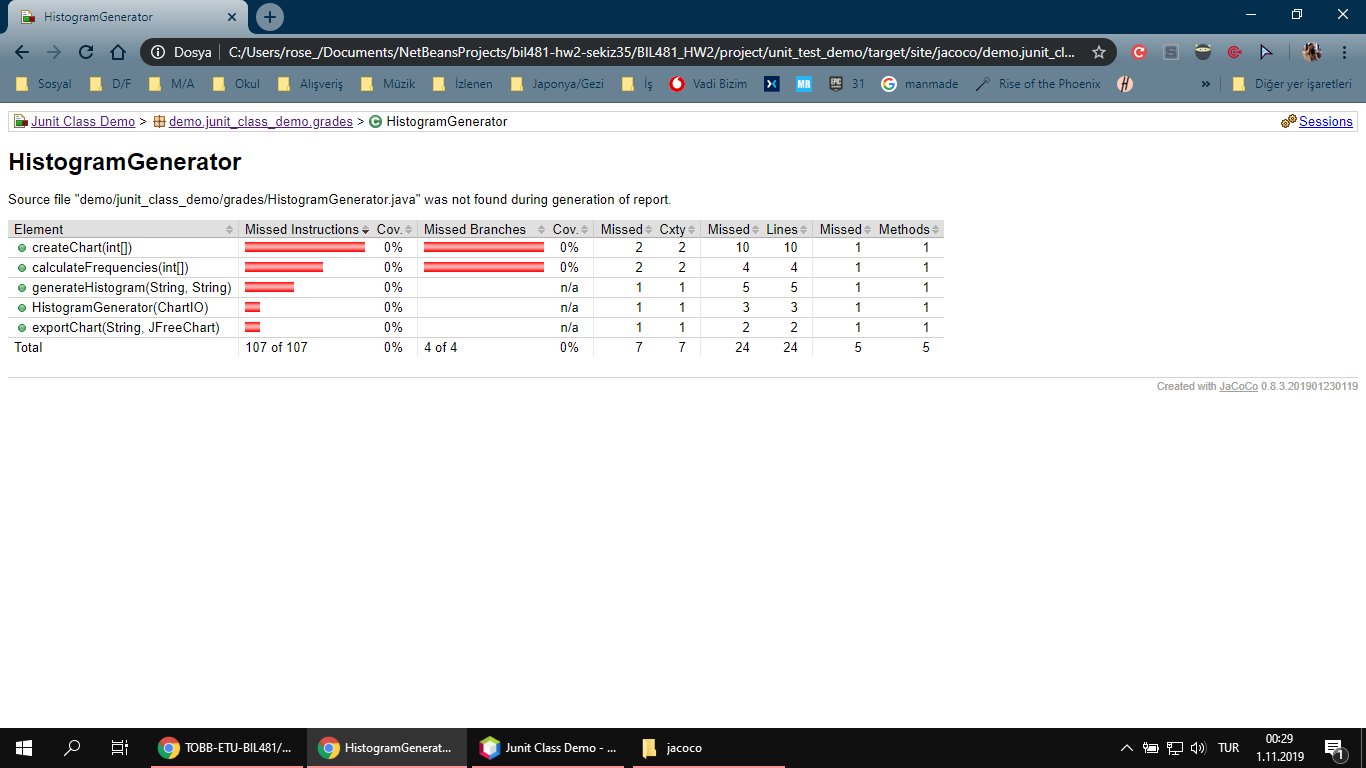 HistogramGenerator
Dosya C:/Users/rose_/Documents/NetBeansProjects/bil481-hw2-sekiz35/BIL481_HW2/project/unit_test_demo/target/site/jacoco/demo.junit_cl...
Sosyal D/F M/A Okul Alışveriş Müzik İzlenen Japonya/Gezi İş Vadi Bizim MR EPIC 31 manmade Rise of the Phoenix H » Diğer yer işaretleri
Junit Class Demo > demo.junit_class_demo.grades > HistogramGenerator Sessions
HistogramGenerator
Source file "demo/junit_class_demo/grades/HistogramGenerator.java" was not found during generation of report.
Element Missed Instructions Cov. Missed Branches Cov. Missed Cxty Missed Lines Missed Methods
createChart(int[]) 0% 0% 2 2 10 10 1 1
calculateFrequencies(int[]) 0% 0% 2 2 4 4 1 1
generateHistogram(String, String) 0% n/a 1 1 5 5 1 1
HistogramGenerator(ChartIO) 0% n/a 1 1 3 3 1 1
exportChart(String, JFreeChart) 0% n/a 1 1 2 2 1 1
Total 107 of 107 0% 4 of 4 0% 7 7 24 24 5 5
Created with JaCoCo 0.8.3.201901230119
TOBB-ETU-BIL481/... HistogramGenerat... Junit Class Demo - ... jacoco TUR 00:29
1.11.2019 1